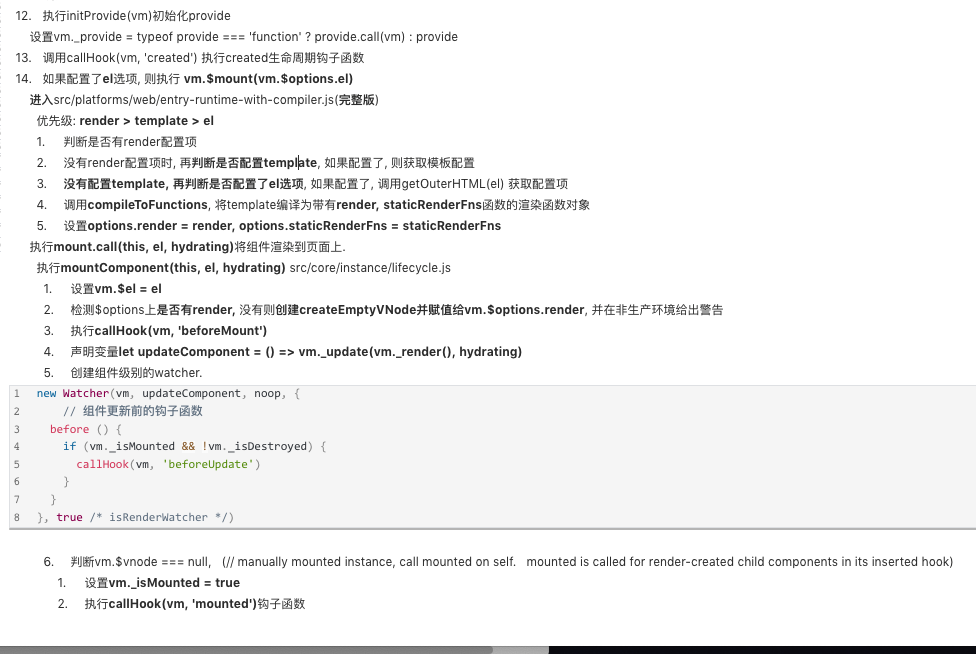 12. 执行initProvide(vm)初始化provide
设置vm._provide = typeof provide === 'function' ? provide.call(vm) : provide
13. 调用callHook(vm, 'created') 执行created生命周期钩子函数
14. 如果配置了el选项, 则执行 vm.$mount(vm.$options.el)
进入src/platforms/web/entry-runtime-with-compiler.js(完整版)
优先级: render > template > el
1. 判断是否有render配置项
2. 没有render配置项时, 再判断是否配置template, 如果配置了, 则获取模板配置
3. 没有配置template, 再判断是否配置了el选项, 如果配置了, 调用getOuterHTML(el) 获取配置项
4. 调用compileToFunctions, 将template编译为带有render, staticRenderFns函数的渲染函数对象
5. 设置options.render = render, options.staticRenderFns = staticRenderFns
执行mount.call(this, el, hydrating)将组件渲染到页面上.
执行mountComponent(this, el, hydrating) src/core/instance/lifecycle.js
1. 设置vm.$el = el
2. 检测$options上是否有render, 没有则创建createEmptyVNode并赋值给vm.$options.render, 并在非生产环境给出警告
3. 执行callHook(vm, 'beforeMount')
4. 声明变量let updateComponent = () => vm._update(vm._render(), hydrating)
5. 创建组件级别的watcher.
1 new Watcher(vm, updateComponent, noop, {
2 // 组件更新前的钩子函数
3 before () {
4 if (vm._isMounted && !vm._isDestroyed) {
5 callHook(vm, 'beforeUpdate')
6 }
7 }
8 }, true /* isRenderWatcher */)
6. 判断vm.$vnode === null, (// manually mounted instance, call mounted on self. mounted is called for render-created child components in its inserted hook)
1. 设置vm._isMounted = true
2. 执行callHook(vm, 'mounted')钩子函数